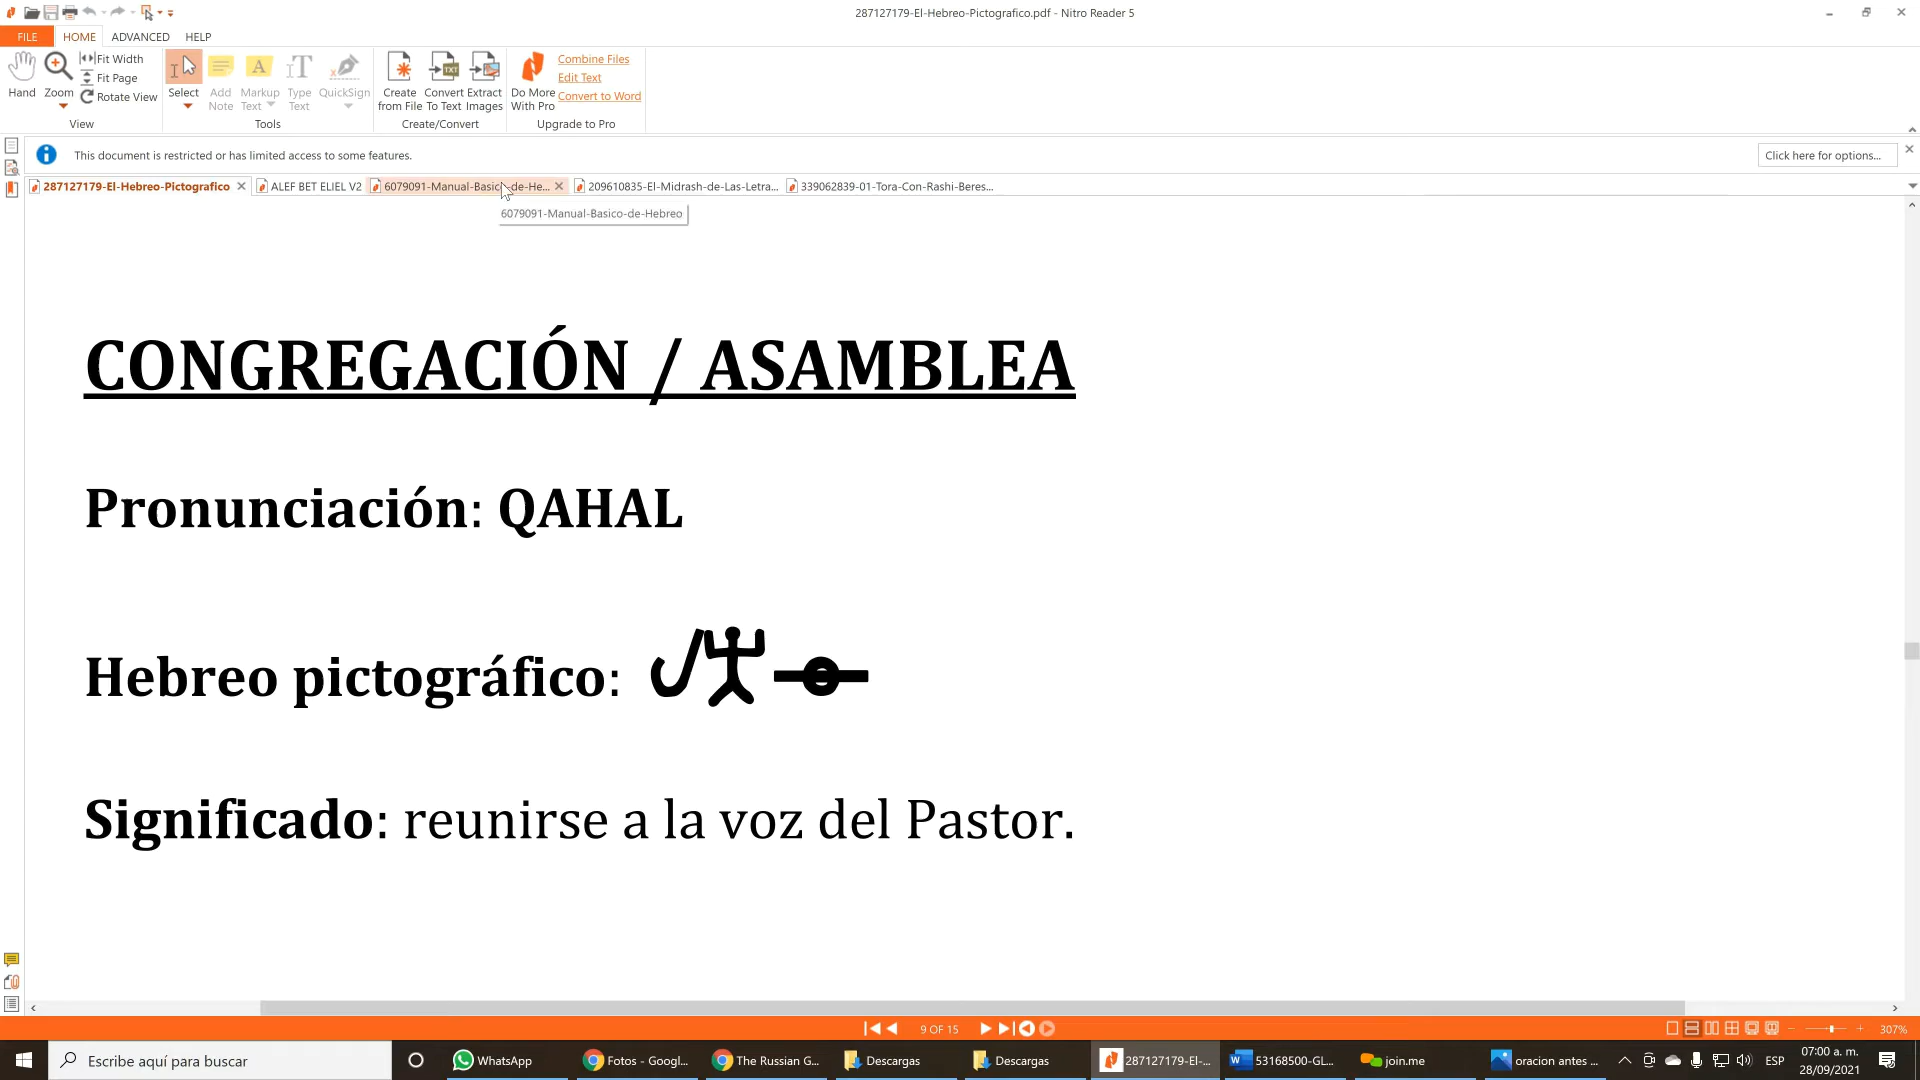 287127179-El-Hebreo-Pictografico.pdf - Nitro Reader 5
FILE HOME ADVANCED HELP
Hand Zoom Fit Width Fit Page Rotate View
Select Add Note Markup Text Type Text QuickSign
Create from File Convert To Text Extract Images
Do More With Pro Combine Files Edit Text Convert to Word
View Tools Create/Convert Upgrade to Pro
This document is restricted or has limited access to some features. Click here for options...
287127179-El-Hebreo-Pictografico ALEF BET ELIEL V2 6079091-Manual-Basico-de-He... 209610835-El-Midrash-de-Las-Letra... 339062839-01-Tora-Con-Rashi-Beres...
6079091-Manual-Basico-de-Hebreo
CONGREGACIÓN / ASAMBLEA
Pronunciación: QAHAL
Hebreo pictográfico:
Significado: reunirse a la voz del Pastor.
9 OF 15 307%
Escribe aquí para buscar WhatsApp Fotos - Googl... The Russian G... Descargas Descargas 287127179-El-... 53168500-GL... join.me oracion antes ... ESP 07:00 a. m.
28/09/2021